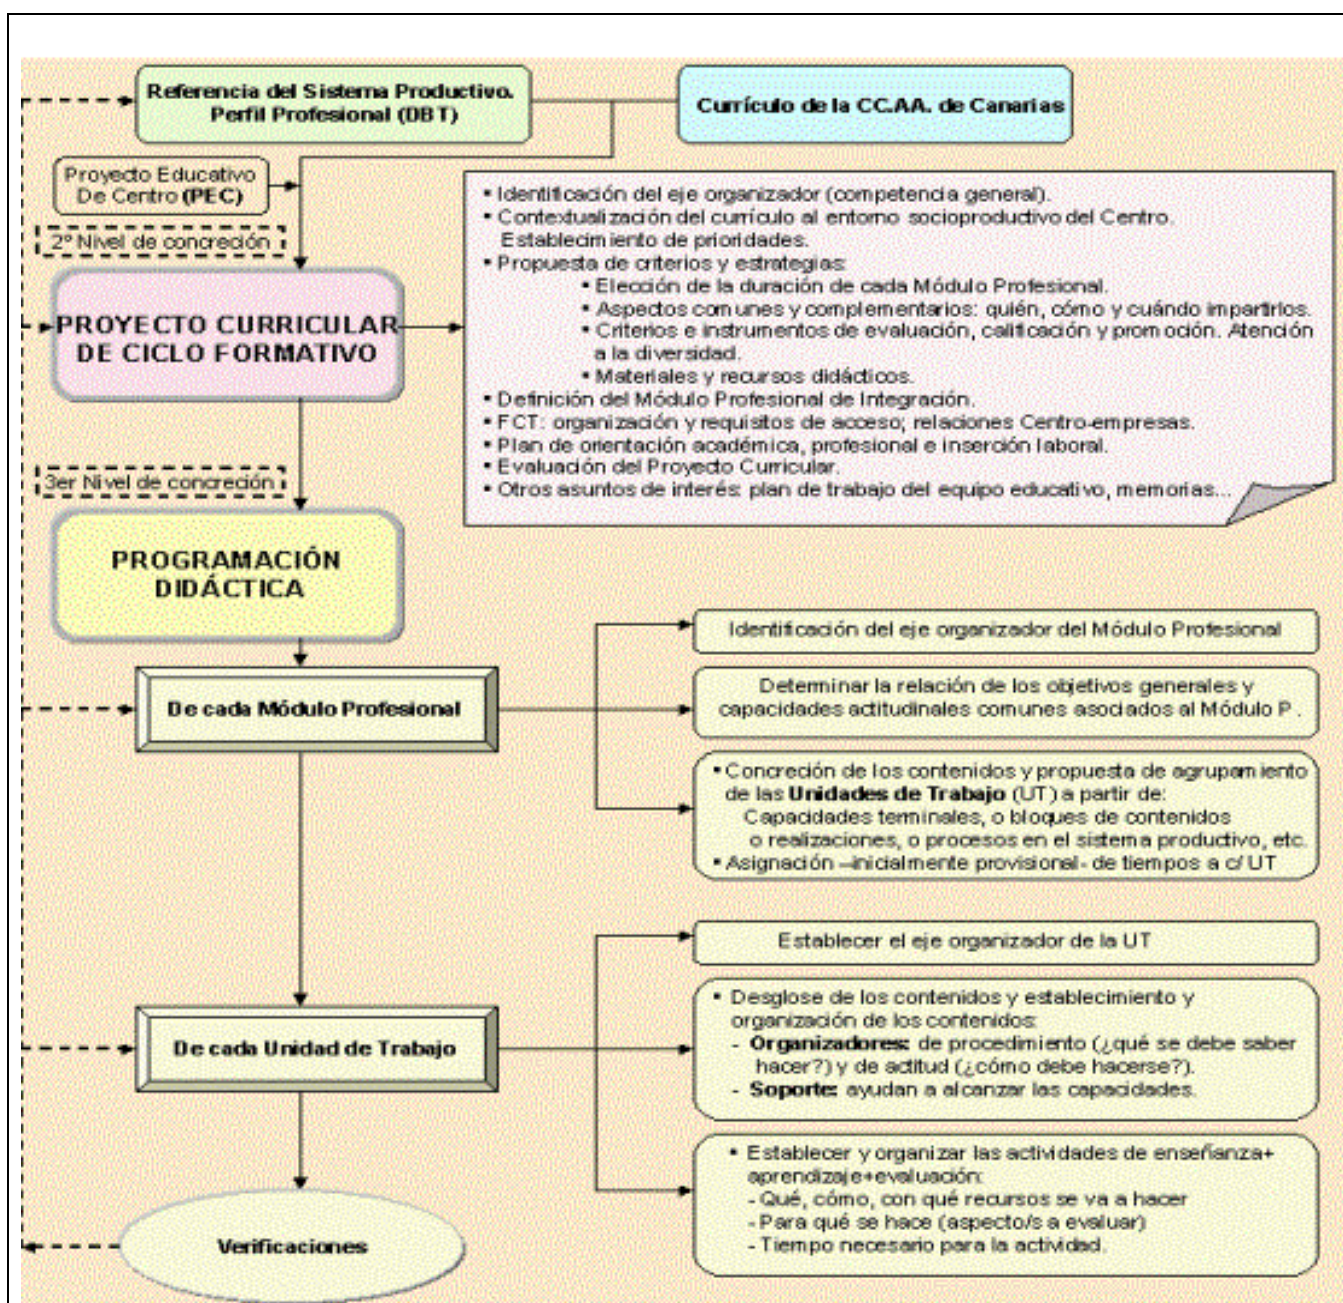 Referencia del Sistema Productivo.
Perfil Profesional (DBT)
Currículo de la CC.AA. de Canarias
Proyecto Educativo
De Centro (PEC)
2º Nivel de concreción
PROYECTO CURRICULAR
DE CICLO FORMATIVO
▪ Identificación del eje organizador (competencia general).
▪ Contextualización del currículo al entorno socioproductivo del Centro.
Establecimiento de prioridades.
▪ Propuesta de criterios y estrategias:
▪ Elección de la duración de cada Módulo Profesional.
▪ Aspectos comunes y complementarios: quién, cómo y cuándo impartirlos.
▪ Criterios e instrumentos de evaluación, calificación y promoción. Atención
a la diversidad.
▪ Materiales y recursos didácticos.
▪ Definición del Módulo Profesional de Integración.
▪ FCT: organización y requisitos de acceso; relaciones Centro-empresas.
▪ Plan de orientación académica, profesional e inserción laboral.
▪ Evaluación del Proyecto Curricular.
▪ Otros asuntos de interés: plan de trabajo del equipo educativo, memorias...
3er Nivel de concreción
PROGRAMACIÓN
DIDÁCTICA
De cada Módulo Profesional
Identificación del eje organizador del Módulo Profesional
Determinar la relación de los objetivos generales y
capacidades actitudinales comunes asociados al Módulo P .
▪ Concreción de los contenidos y propuesta de agrupamiento
de las Unidades de Trabajo (UT) a partir de:
Capacidades terminales, o bloques de contenidos
o realizaciones, o procesos en el sistema productivo, etc.
▪ Asignación –inicialmente provisional- de tiempos a c/ UT
De cada Unidad de Trabajo
Establecer el eje organizador de la UT
▪ Desglose de los contenidos y establecimiento y
organización de los contenidos:
- Organizadores: de procedimiento (¿qué se debe saber
hacer?) y de actitud (¿cómo debe hacerse?).
- Soporte: ayudan a alcanzar las capacidades.
▪ Establecer y organizar las actividades de enseñanza+
aprendizaje+evaluación:
- Qué, cómo, con qué recursos se va a hacer
- Para qué se hace (aspecto/s a evaluar)
- Tiempo necesario para la actividad.
Verificaciones